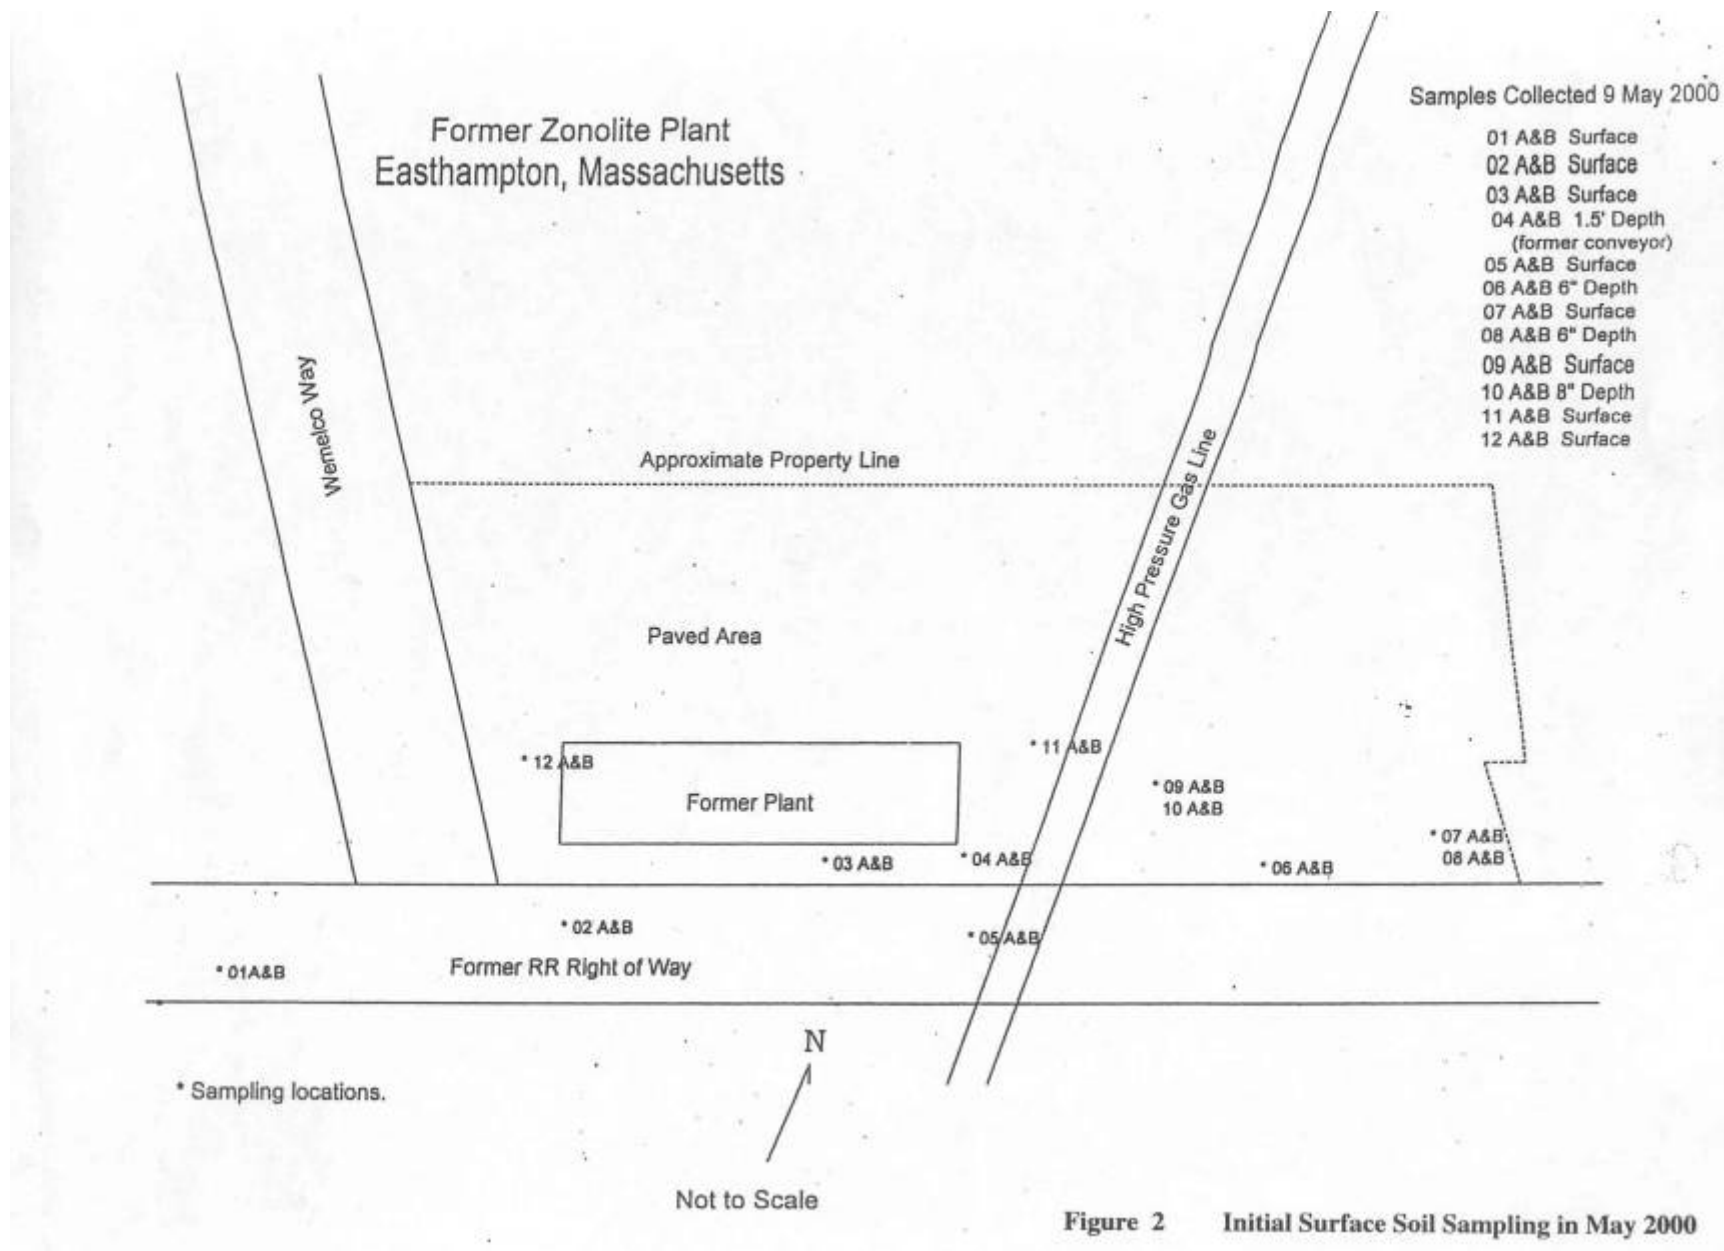 Samples Collected 9 May 2000
01 A&B Surface
02 A&B Surface
03 A&B Surface
04 A&B 1.5' Depth
(former conveyor)
05 A&B Surface
06 A&B 6" Depth
07 A&B Surface
08 A&B 6" Depth
09 A&B Surface
10 A&B 8" Depth
11 A&B Surface
12 A&B Surface
Former Zonolite Plant
Easthampton, Massachusetts
Wemelco Way
Approximate Property Line
High Pressure Gas Line
Paved Area
* 12 A&B
* 11 A&B
Former Plant
* 09 A&B
10 A&B
* 07 A&B
08 A&B
* 03 A&B
* 04 A&B
* 06 A&B
* 02 A&B
* 05 A&B
* 01A&B
Former RR Right of Way
N
* Sampling locations.
Not to Scale
Figure 2 Initial Surface Soil Sampling in May 2000